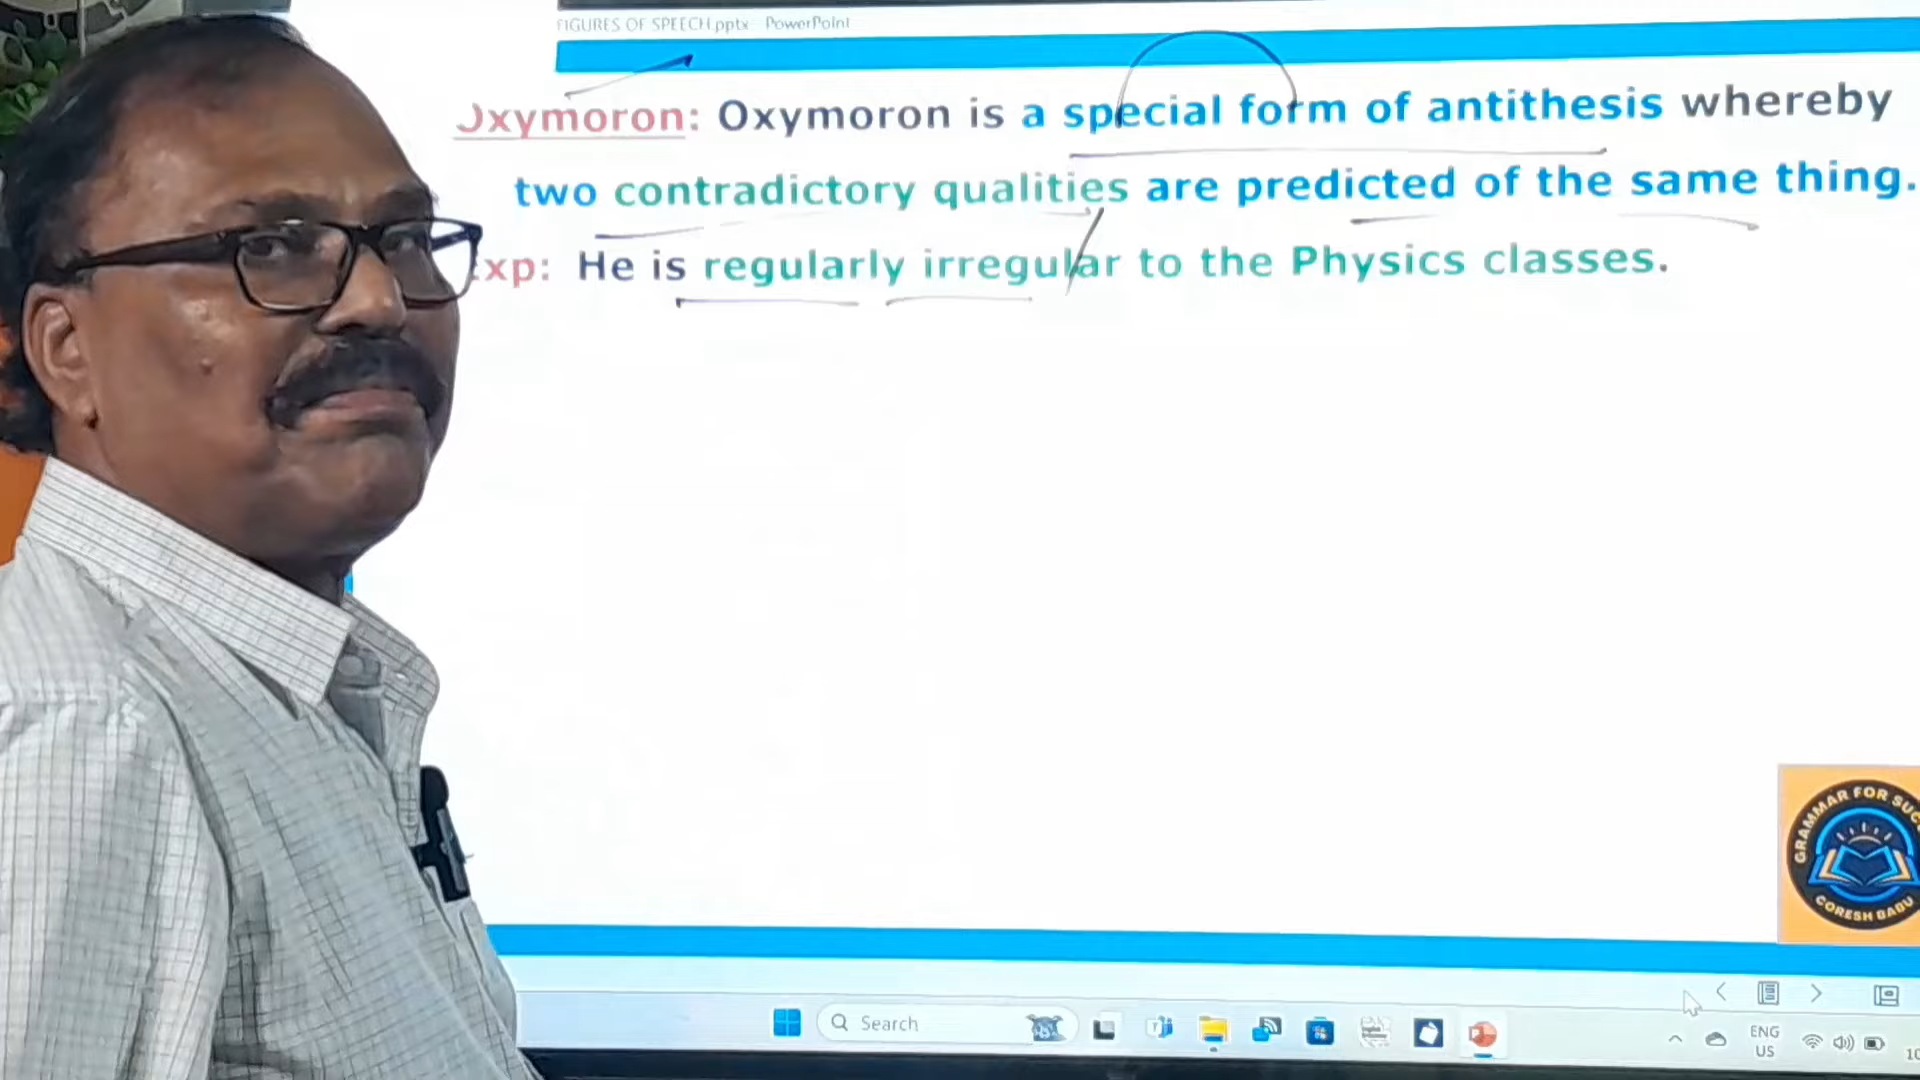 FIGURES OF SPEECH.pptx - PowerPoint
Oxymoron: Oxymoron is a special form of antithesis whereby
two contradictory qualities are predicted of the same thing.
Exp: He is regularly irregular to the Physics classes.
GRAMMAR FOR SUC
CORESH BABU
Search
ENG
US
10